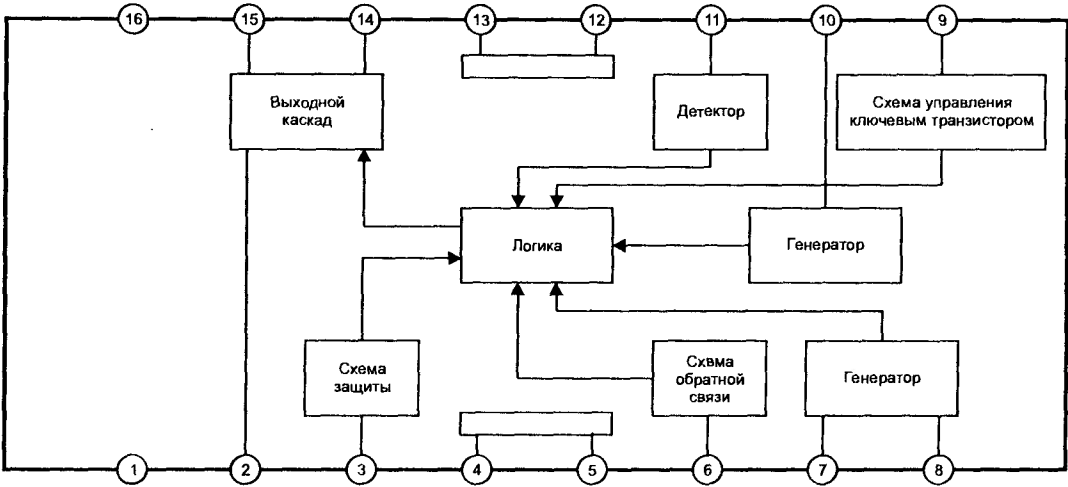 16 15 14 13 12 11 10 9
Выходной
каскад
Детектор
Схема управления
ключевым транзистором
Логика
Генератор
Схема
защиты
Схвма
обратной
связи
Генератор
1 2 3 4 5 6 7 8